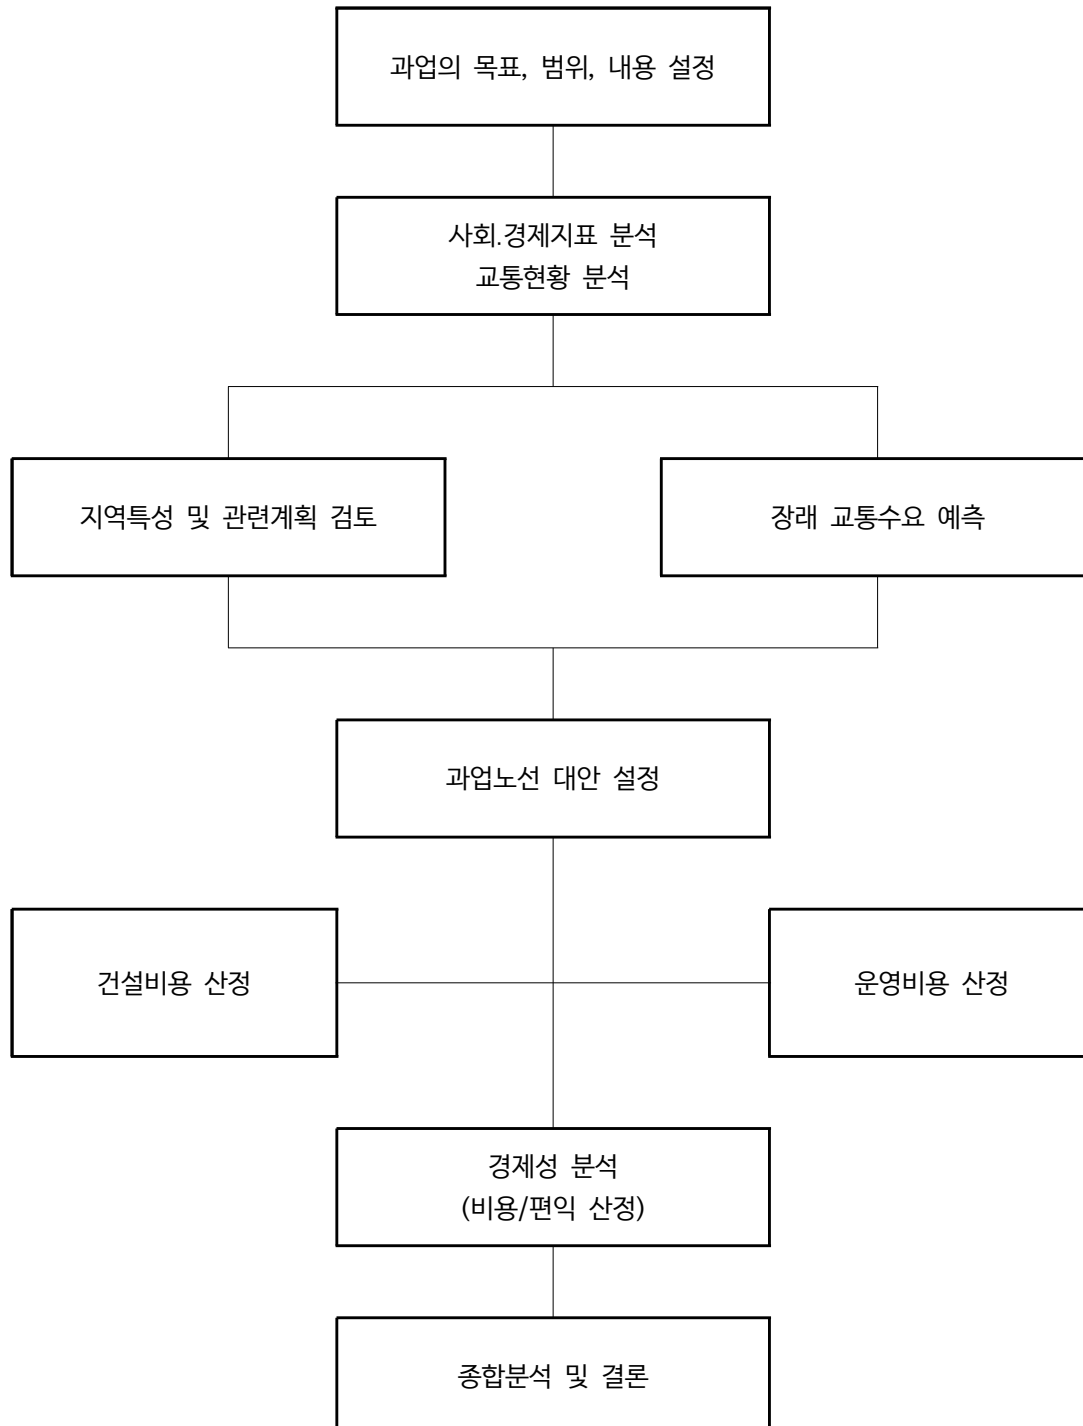 과업의 목표, 범위, 내용 설정
사회.경제지표 분석
교통현황 분석
지역특성 및 관련계획 검토
장래 교통수요 예측
과업노선 대안 설정
건설비용 산정
운영비용 산정
경제성 분석
(비용/편익 산정)
종합분석 및 결론